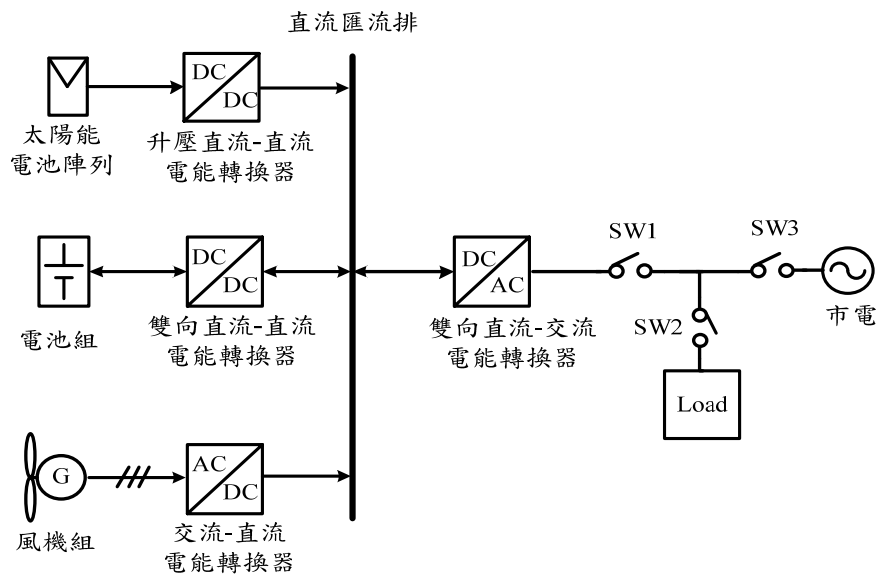 直流匯流排
DC
DC
太陽能
電池陣列
升壓直流-直流
電能轉換器
DC
DC
電池組
雙向直流-直流
電能轉換器
DC
AC
雙向直流-交流
電能轉換器
SW1
SW2
SW3
市電
Load
G
AC
DC
風機組
交流-直流
電能轉換器